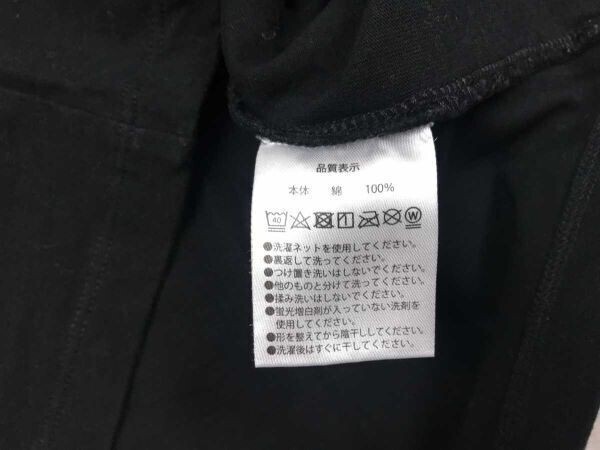 品質表示
本体 綿 100%
40 W
●洗濯ネットを使用してください。
●裏返して洗ってください。
●つけ置き洗いはしないでください。
●他のものと分けて洗ってください。
●揉み洗いはしないでください。
●蛍光増白剤が入っていない洗剤を
使用してください。
●形を整えてから陰干ししてください。
●洗濯後はすぐに干してください。